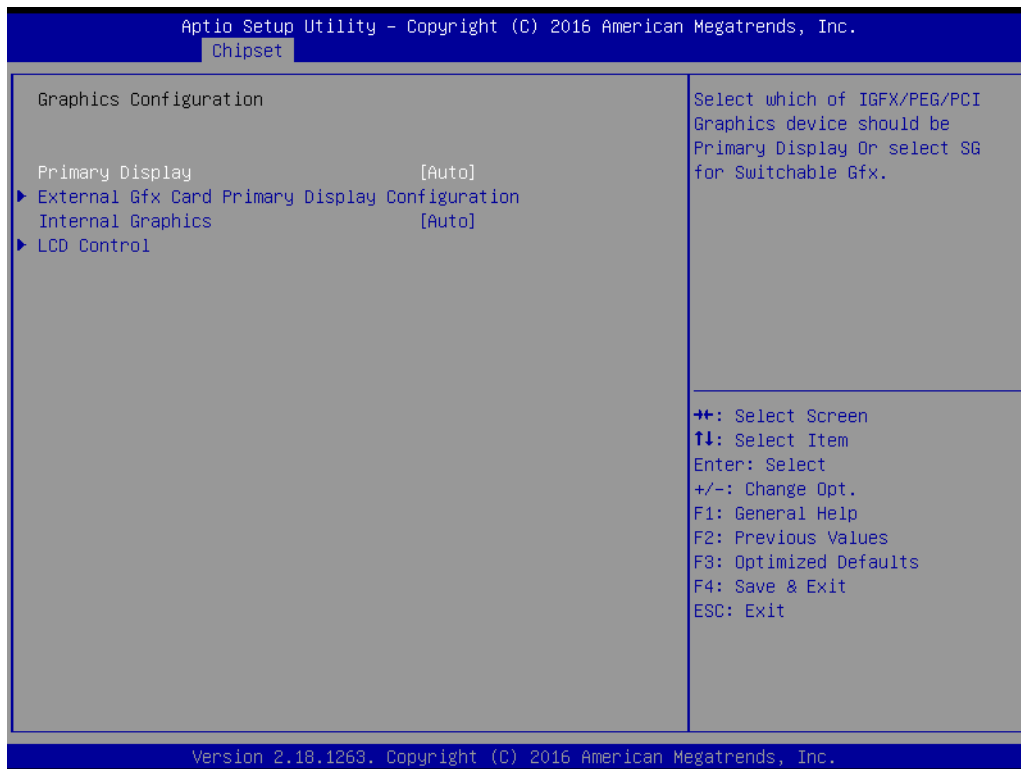 Aptio Setup Utility – Copyright (C) 2016 American Megatrends, Inc.
Chipset
Graphics Configuration
Primary Display [Auto]
▶ External Gfx Card Primary Display Configuration
Internal Graphics [Auto]
▶ LCD Control
Select which of IGFX/PEG/PCI
Graphics device should be
Primary Display Or select SG
for Switchable Gfx.
→←: Select Screen
↑↓: Select Item
Enter: Select
+/-: Change Opt.
F1: General Help
F2: Previous Values
F3: Optimized Defaults
F4: Save & Exit
ESC: Exit
Version 2.18.1263. Copyright (C) 2016 American Megatrends, Inc.